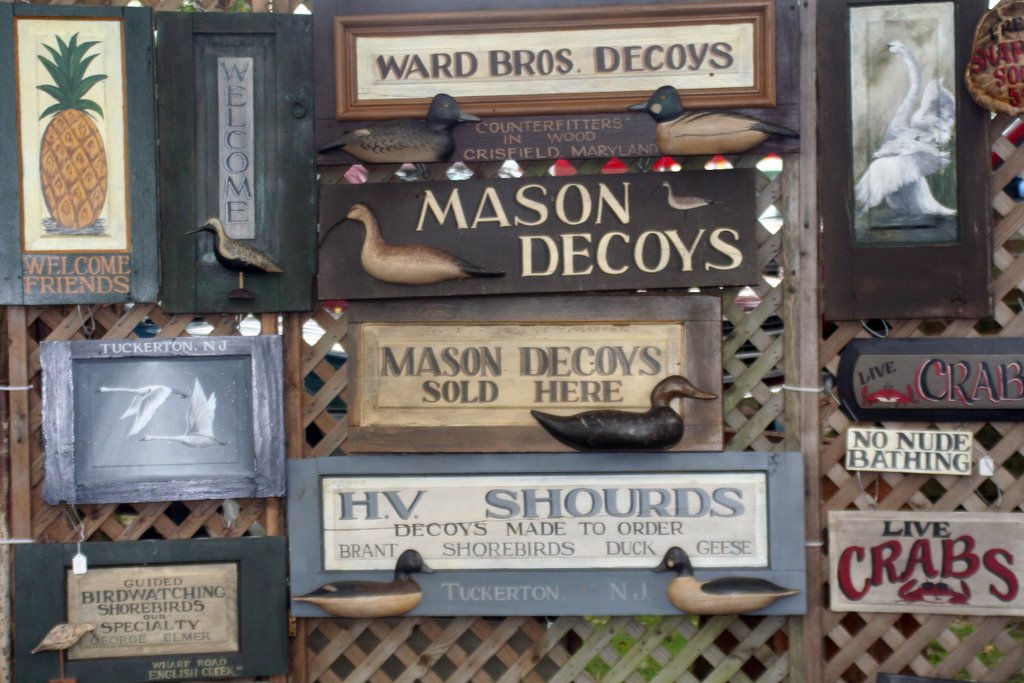 WELCOME
FRIENDS
WELCOME
WARD BROS. DECOYS
COUNTERFITTERS
IN WOOD
CRISFIELD, MARYLAND
MASON
DECOYS
MASON DECOYS
SOLD HERE
TUCKERTON, N.J.
H.V. SHOURDS
DECOYS MADE TO ORDER
BRANT SHOREBIRDS DUCK GEESE
TUCKERTON, N.J.
GUIDED
BIRDWATCHING
SHOREBIRDS
OUR
SPECIALTY
GEORGE ELMER
WHARF ROAD
ENGLISH CREEK
LIVE
CRABS
NO NUDE
BATHING
LIVE
CRABS